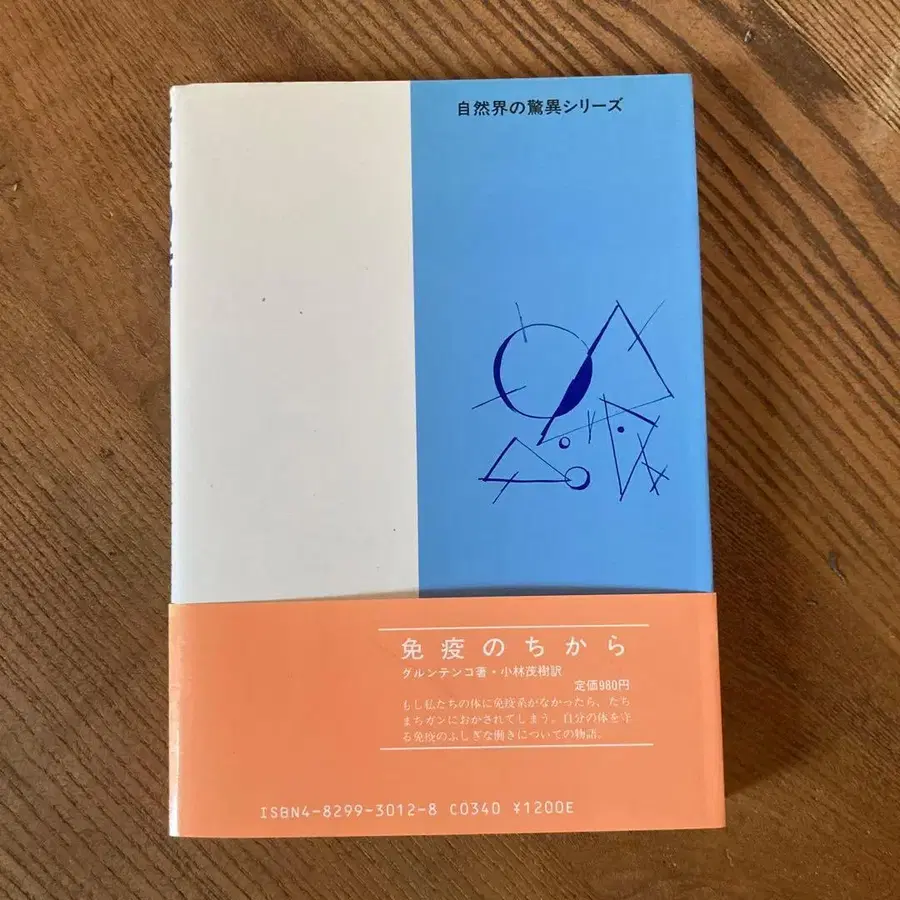 自然界の驚異シリーズ
免疫のちから
グルンテンコ著・小林茂樹訳
定価980円
もし私たちの体に免疫系がなかったら、たち
まちガンにおかされてしまう。自分の体を守
る免疫のふしぎな働きについての物語。
ISBN4-8299-3012-8 C0340 ¥1200E